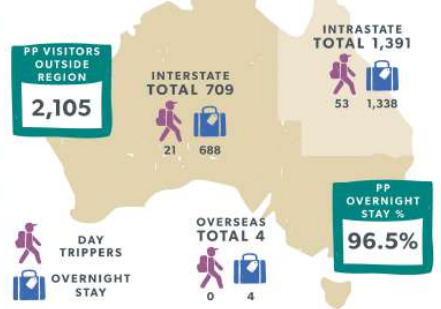 PP VISITORS
OUTSIDE
REGION
2,105
INTERSTATE
TOTAL 709
21 688
INTRASTATE
TOTAL 1,391
53 1,338
PP
OVERNIGHT
STAY %
96.5%
DAY
TRIPPERS
OVERNIGHT
STAY
OVERSEAS
TOTAL 4
0 4